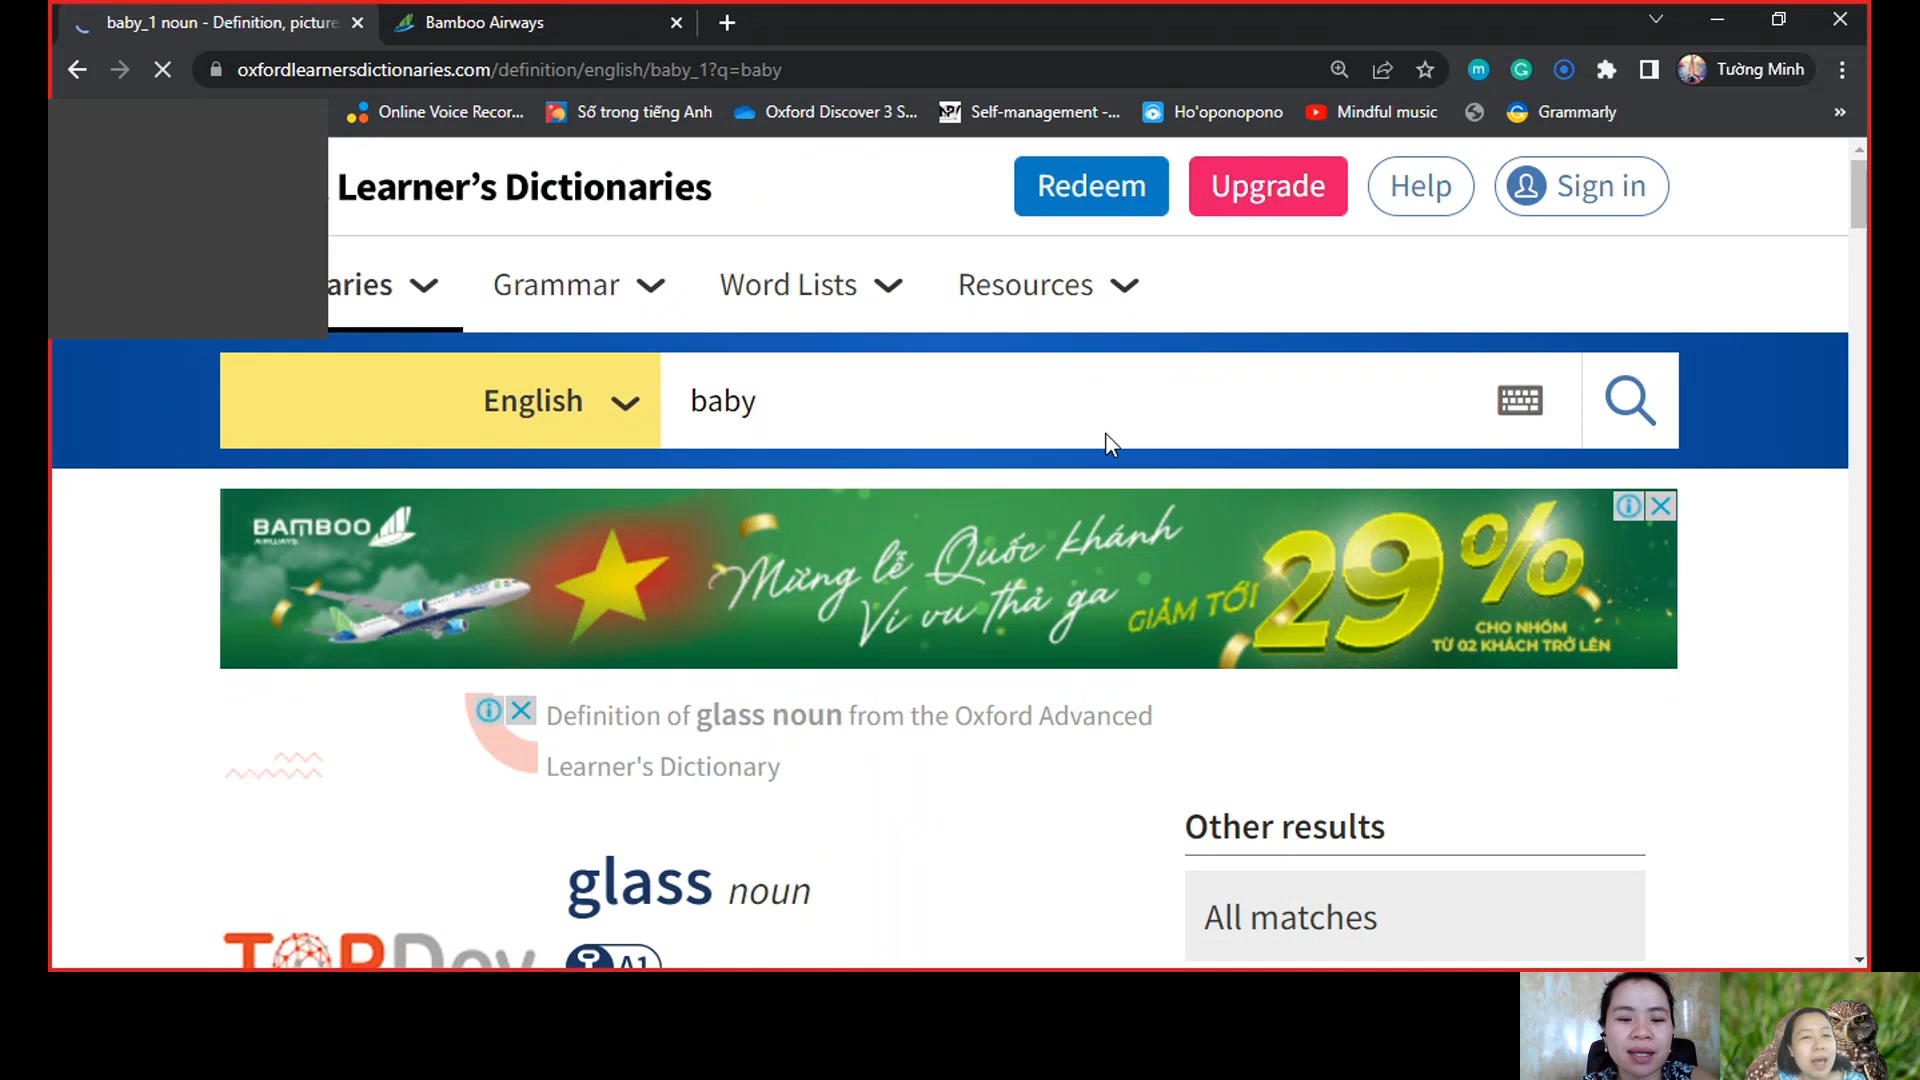 baby_1 noun - Definition, picture
Bamboo Airways
oxfordlearnersdictionaries.com/definition/english/baby_1?q=baby
Tường Minh
Online Voice Recor...
Số trong tiếng Anh
Oxford Discover 3 S...
Self-management -...
Ho'oponopono
Mindful music
Grammarly
Learner’s Dictionaries
Redeem
Upgrade
Help
Sign in
aries
Grammar
Word Lists
Resources
English
baby
BAMBOO
AIRWAYS
Mừng lễ Quốc khánh
Vi vu thả ga
GIẢM TỚI
29%
CHO NHÓM
TỪ 02 KHÁCH TRỞ LÊN
Definition of glass noun from the Oxford Advanced
Learner's Dictionary
glass noun
A1
Other results
All matches
TOPDev